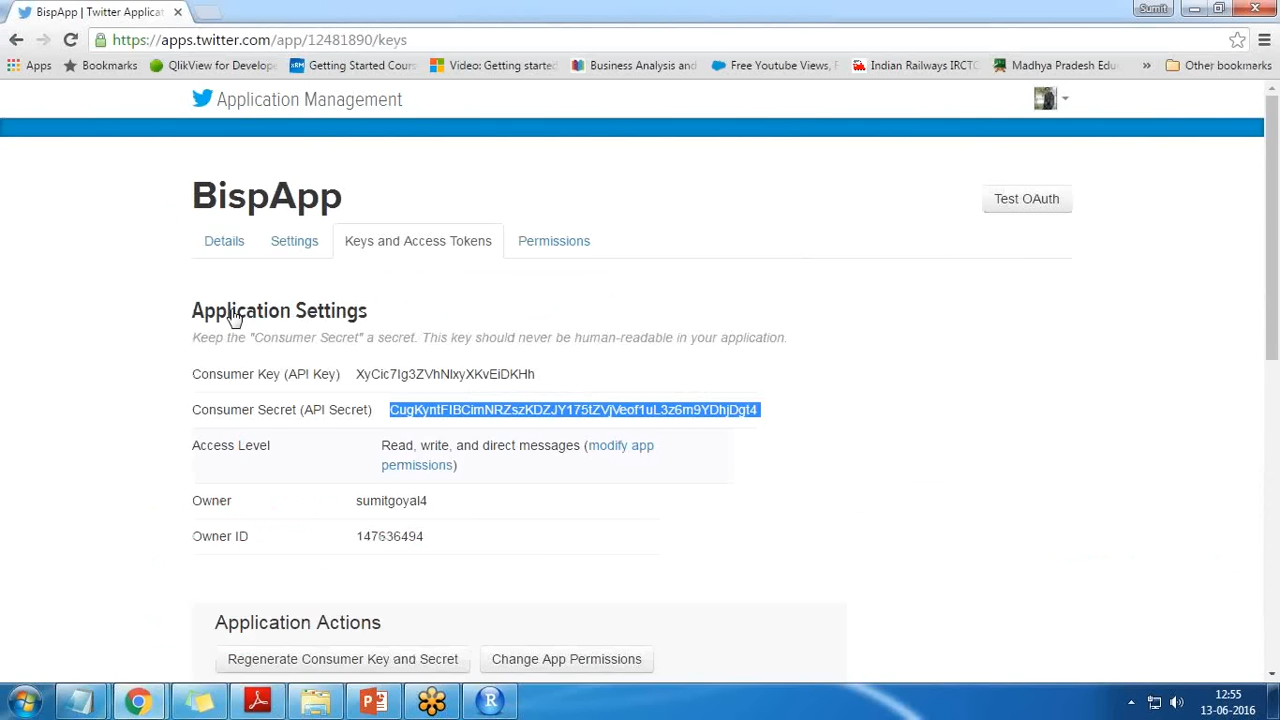 BispApp | Twitter Applicat
Sumit
https://apps.twitter.com/app/12481890/keys
Apps
Bookmarks
QlikView for Develope
Getting Started Cour
Video: Getting started
Business Analysis and
Free Youtube Views,
Indian Railways IRCTC
Madhya Pradesh Edu
»
Other bookmarks
Application Management
BispApp
Test OAuth
Details
Settings
Keys and Access Tokens
Permissions
Application Settings
Keep the "Consumer Secret" a secret. This key should never be human-readable in your application.
Consumer Key (API Key)
Consumer Secret (API Secret)
Access Level
Read, write, and direct messages (modify app
permissions)
Owner
sumitgoyal4
Owner ID
147636494
Application Actions
Regenerate Consumer Key and Secret
Change App Permissions
12:55
13-06-2016